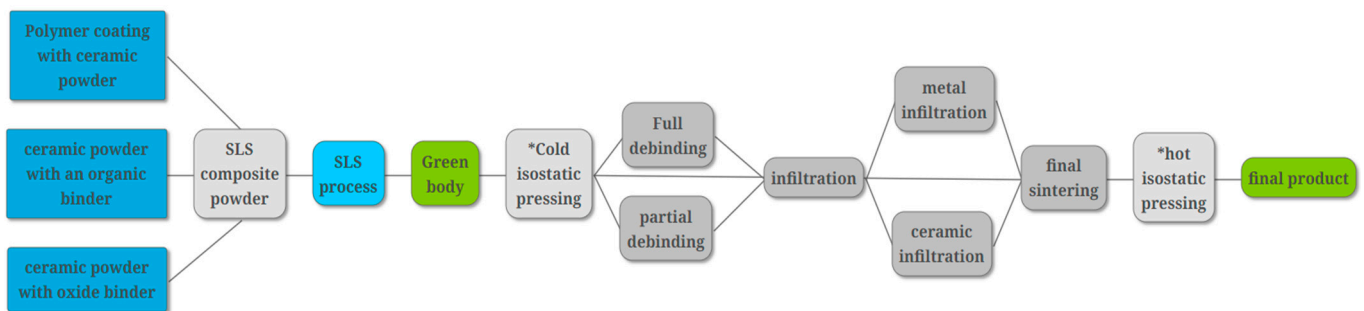 Polymer coating
with ceramic
powder
ceramic powder
with an organic
binder
ceramic powder
with oxide binder
SLS
composite
powder
SLS
process
Green
body
*Cold
isostatic
pressing
Full
debinding
partial
debinding
infiltration
metal
infiltration
ceramic
infiltration
final
sintering
*hot
isostatic
pressing
final product